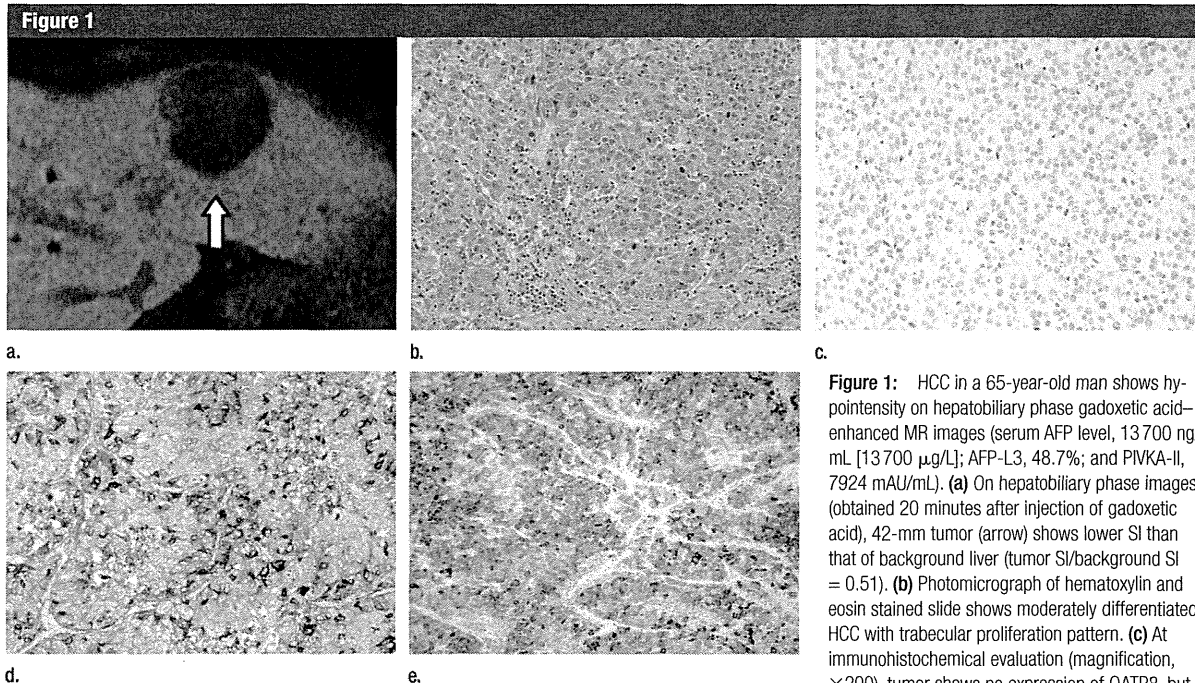 Figure 1
a.
b.
c.
d.
e.
Figure 1: HCC in a 65-year-old man shows hy-
pointensity on hepatobiliary phase gadoxetic acid–
enhanced MR images (serum AFP level, 13 700 ng
mL [13 700 μg/L]; AFP-L3, 48.7%; and PIVKA-II,
7924 mAU/mL). (a) On hepatobiliary phase images
(obtained 20 minutes after injection of gadoxetic
acid), 42-mm tumor (arrow) shows lower SI than
that of background liver (tumor SI/background SI
= 0.51). (b) Photomicrograph of hematoxylin and
eosin stained slide shows moderately differentiated
HCC with trabecular proliferation pattern. (c) At
immunohistochemical evaluation (magnification,
×200), tumor shows no expression of OATP8, but